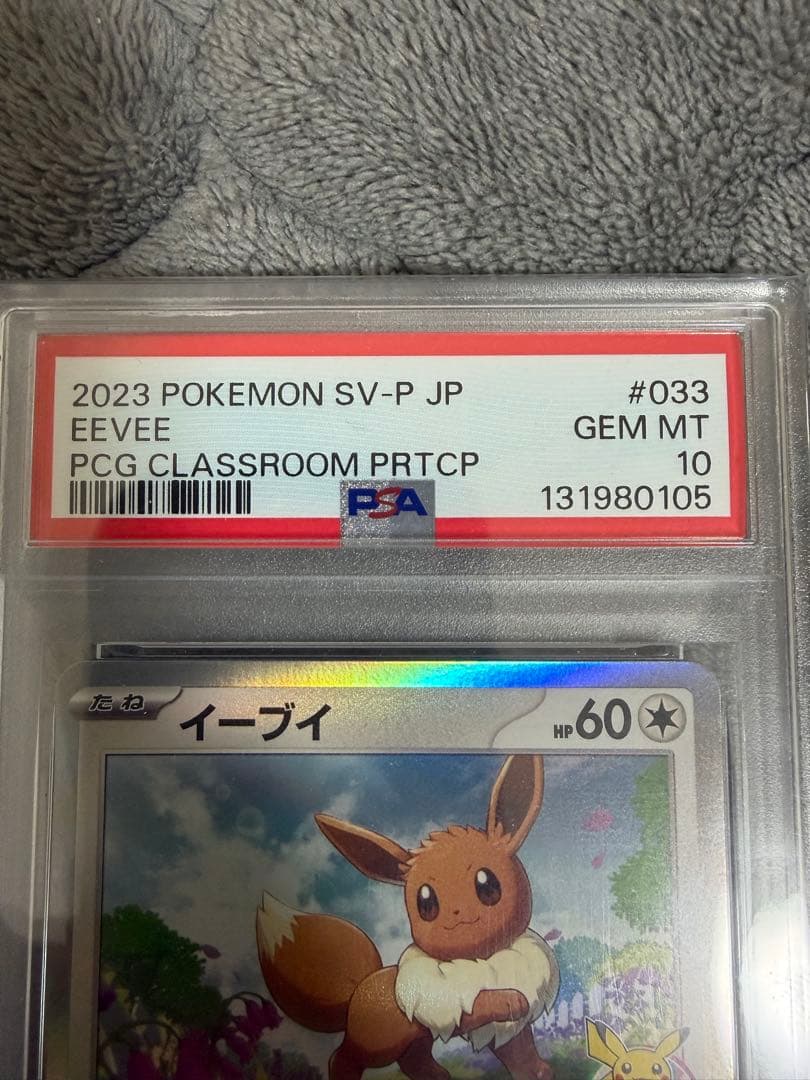 2023 POKEMON SV-P JP #033
EEVEE GEM MT
PCG CLASSROOM PRTCP 10
PSA 131980105
たね イーブイ HP60